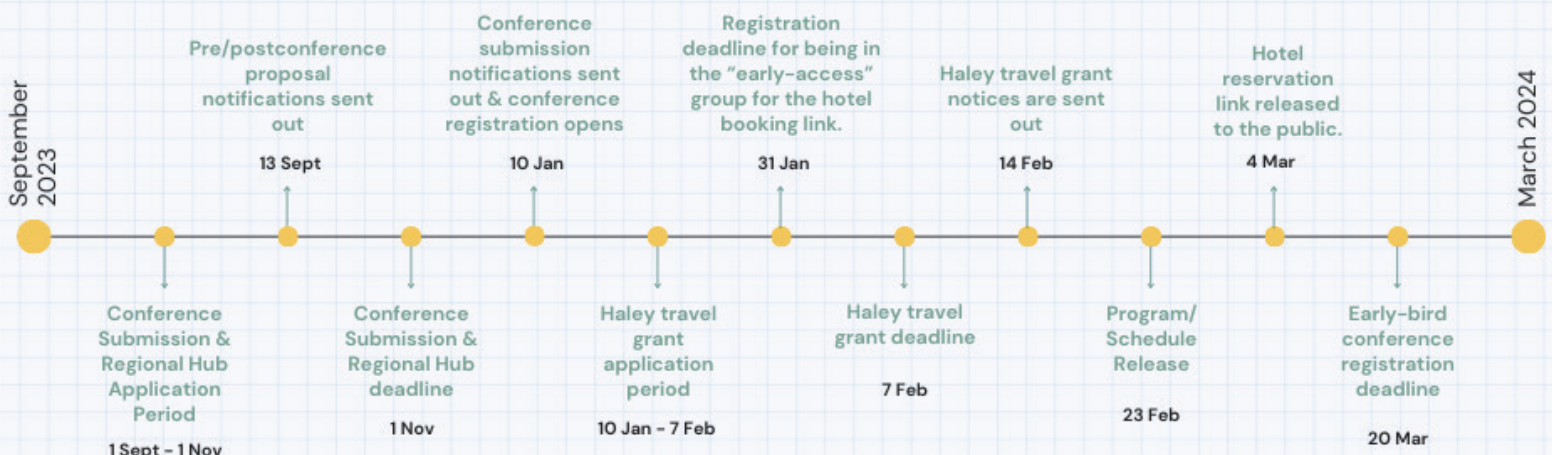 September
2023
Pre/postconference
proposal
notifications sent
out
13 Sept
Conference
submission
notifications sent
out & conference
registration opens
10 Jan
Registration
deadline for being in
the “early-access”
group for the hotel
booking link.
31 Jan
Haley travel grant
notices are sent
out
14 Feb
Hotel
reservation
link released
to the public.
4 Mar
March 2024
Conference
Submission &
Regional Hub
Application
Period
1 Sept - 1 Nov
Conference
Submission &
Regional Hub
deadline
1 Nov
Haley travel
grant
application
period
10 Jan - 7 Feb
Haley travel
grant deadline
7 Feb
Program/
Schedule
Release
23 Feb
Early-bird
conference
registration
deadline
20 Mar